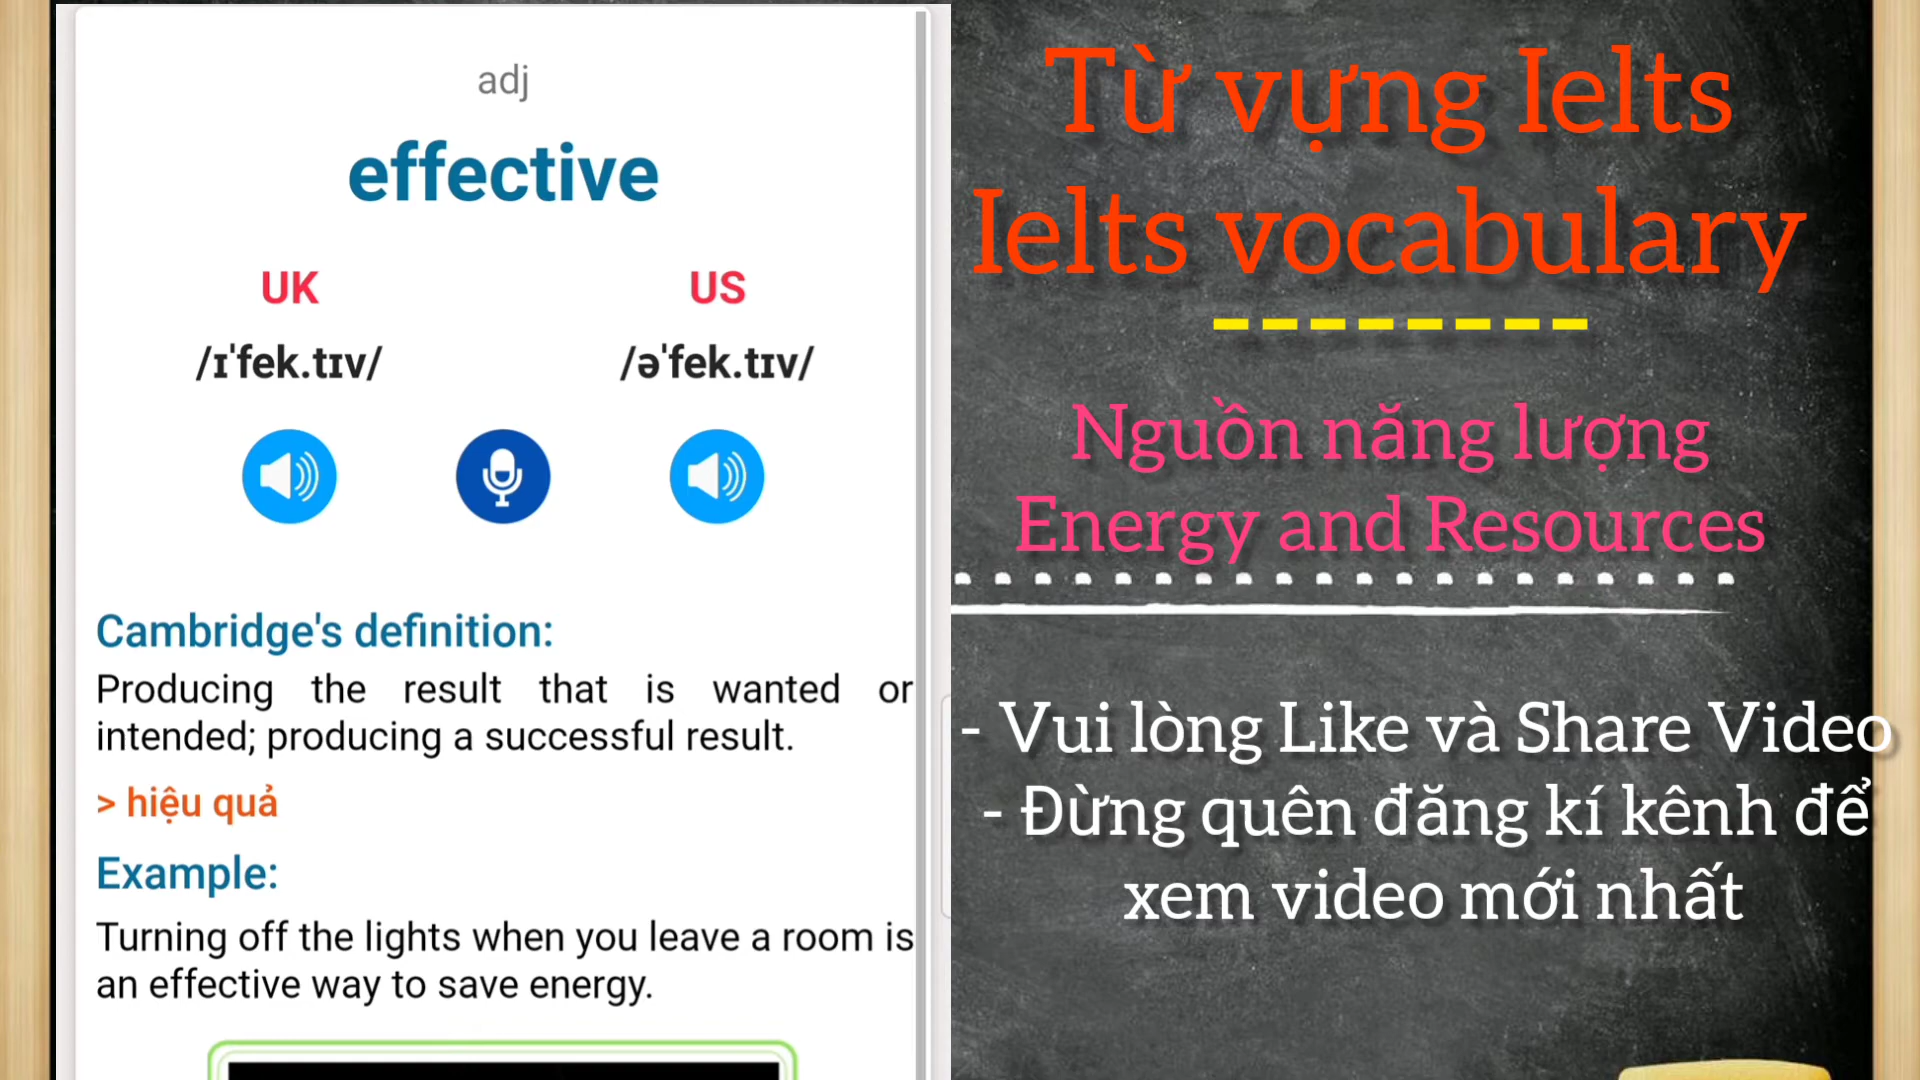 adj
effective
UK
US
/ɪˈfek.tɪv/
/əˈfek.tɪv/
Cambridge's definition:
Producing the result that is wanted or
intended; producing a successful result.
> hiệu quả
Example:
Turning off the lights when you leave a room is
an effective way to save energy.
Từ vựng Ielts
Ielts vocabulary
Nguồn năng lượng
Energy and Resources
- Vui lòng Like và Share Video
- Đừng quên đăng kí kênh để
xem video mới nhất